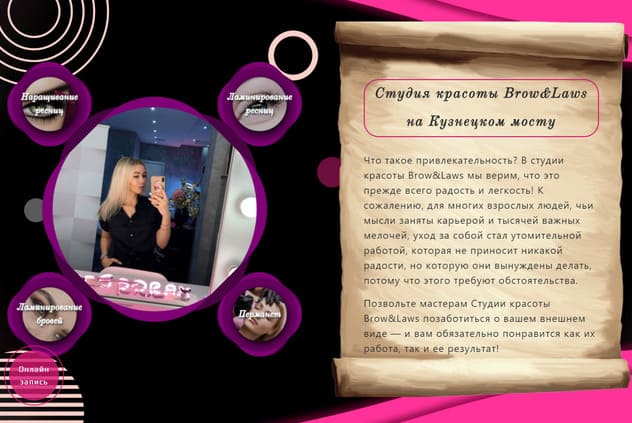 Наращивание
ресниц
Ламинирование
ресниц
Ламинирование
бровей
Перманет
Онлайн
запись
Студия красоты Brow&Laws
на Кузнецком мосту
Что такое привлекательность? В студии
красоты Brow&Laws мы верим, что это
прежде всего радость и легкость! К
сожалению, для многих взрослых людей, чьи
мысли заняты карьерой и тысячей важных
мелочей, уход за собой стал утомительной
работой, которая не приносит никакой
радости, но которую они вынуждены делать,
потому что этого требуют обстоятельства.
Позвольте мастерам Студии красоты
Brow&Laws позаботиться о вашем внешнем
виде — и вам обязательно понравится как их
работа, так и ее результат!